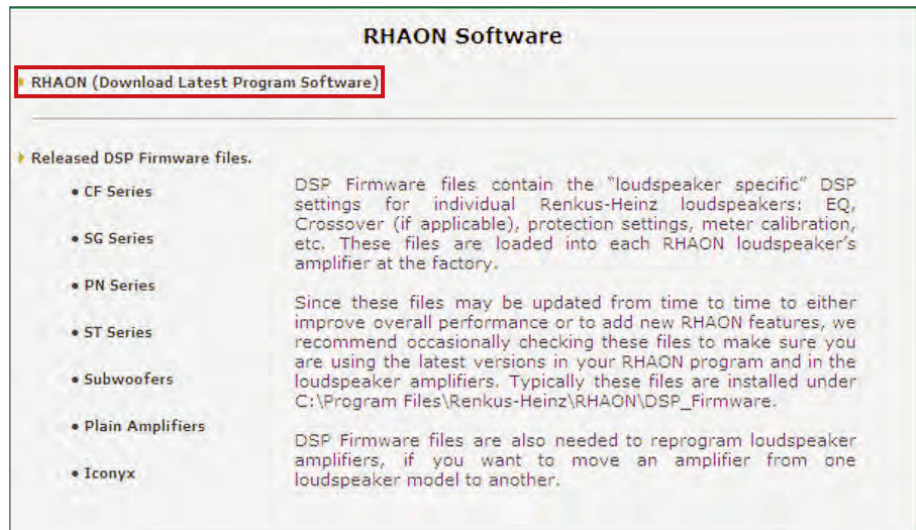 RHAON Software
RHAON (Download Latest Program Software)
Released DSP Firmware files.
• CF Series
• SG Series
• PN Series
• ST Series
• Subwoofers
• Plain Amplifiers
• Iconyx
DSP Firmware files contain the "loudspeaker specific" DSP
settings for individual Renkus-Heinz loudspeakers: EQ,
Crossover (if applicable), protection settings, meter calibration,
etc. These files are loaded into each RHAON loudspeaker's
amplifier at the factory.
Since these files may be updated from time to time to either
improve overall performance or to add new RHAON features, we
recommend occasionally checking these files to make sure you
are using the latest versions in your RHAON program and in the
loudspeaker amplifiers. Typically these files are installed under
C:\Program Files\Renkus-Heinz\RHAON\DSP_Firmware.
DSP Firmware files are also needed to reprogram loudspeaker
amplifiers, if you want to move an amplifier from one
loudspeaker model to another.